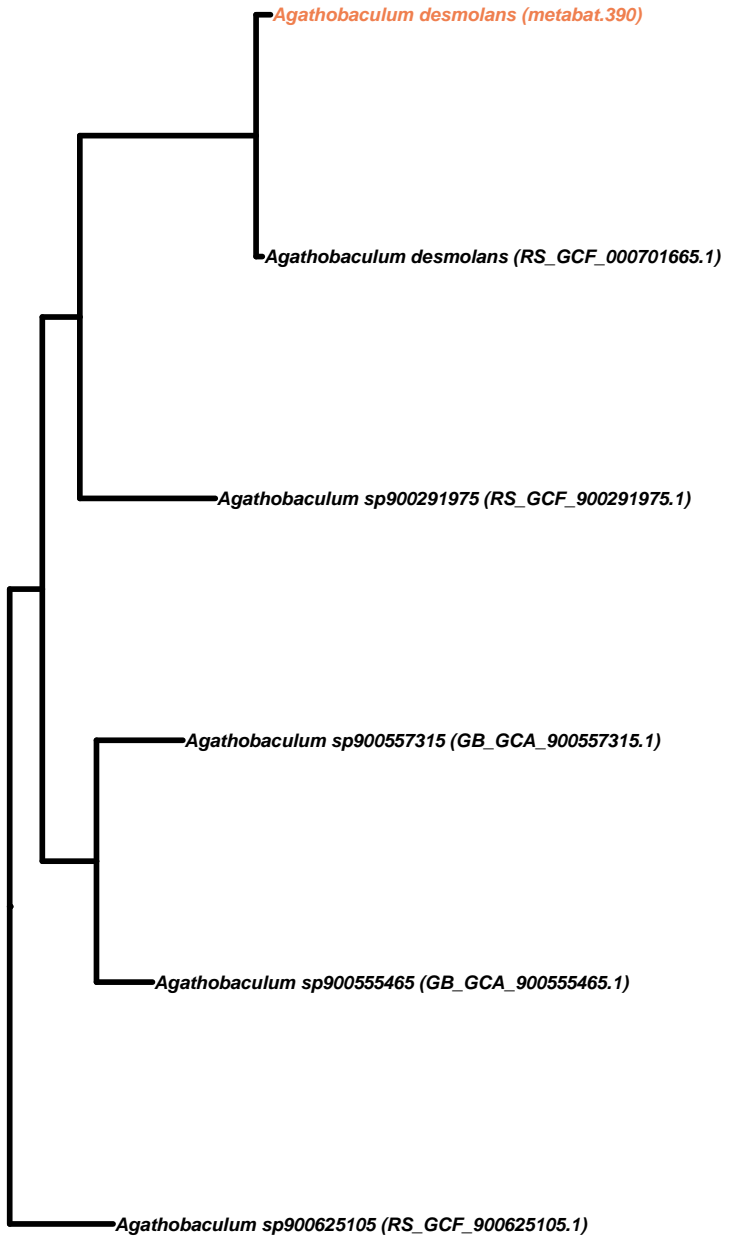 Agathobaculum desmolans (metabat.390)
Agathobaculum desmolans (RS_GCF_000701665.1)
Agathobaculum sp900291975 (RS_GCF_900291975.1)
Agathobaculum sp900557315 (GB_GCA_900557315.1)
Agathobaculum sp900555465 (GB_GCA_900555465.1)
Agathobaculum sp900625105 (RS_GCF_900625105.1)